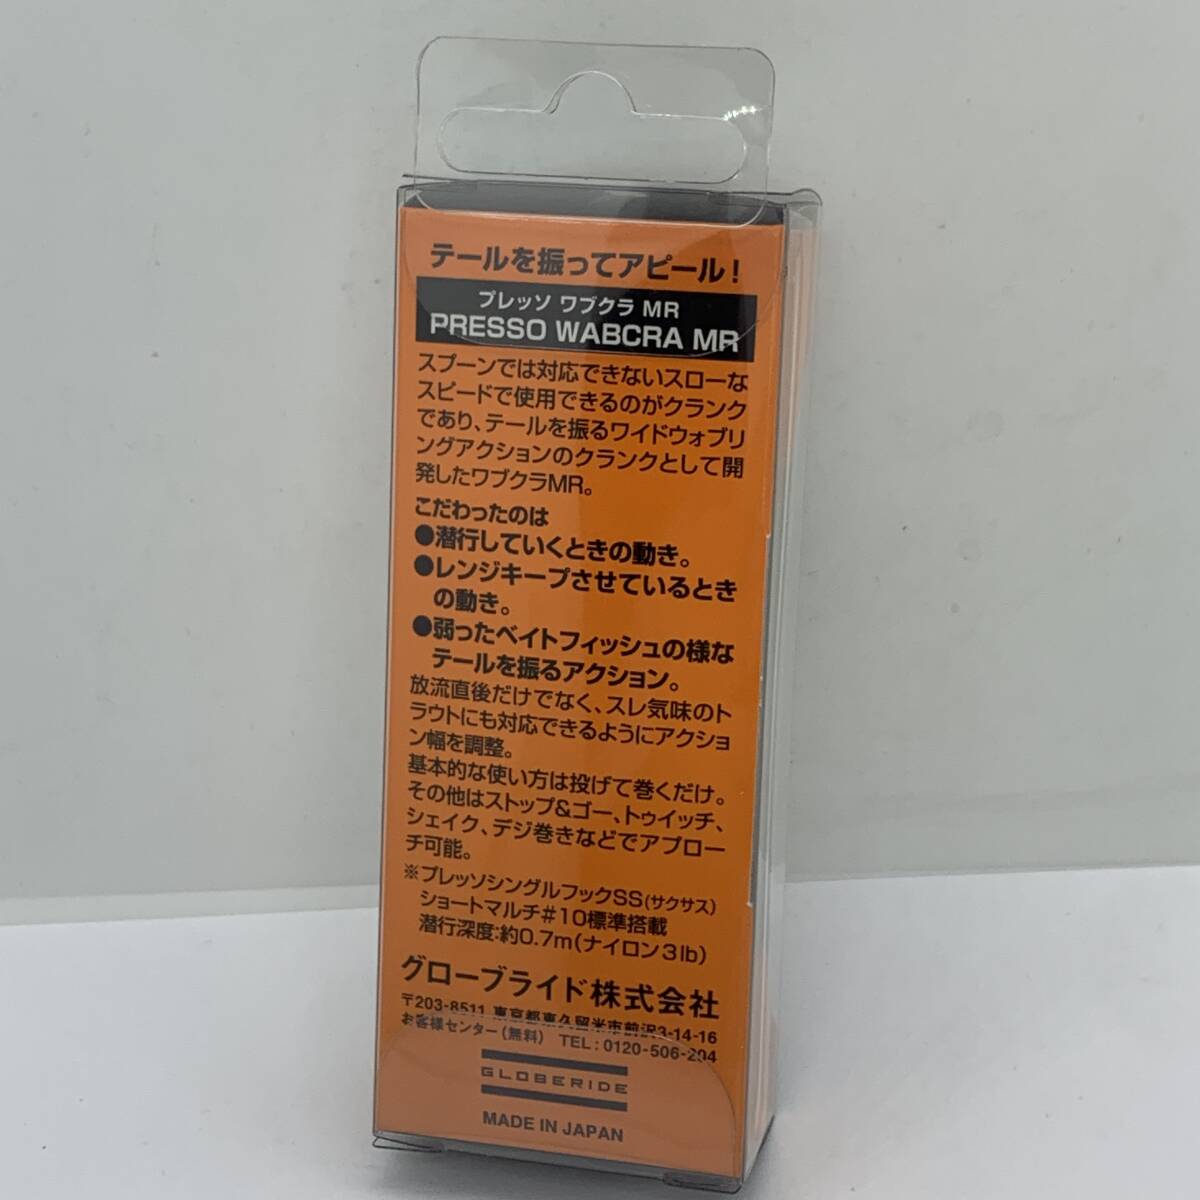 テールを振ってアピール!
プレッソ ワブクラ MR
PRESSO WABCRA MR
スプーンでは対応できないスローな
スピードで使用できるのがクランク
であり、テールを振るワイドウォブリ
ングアクションのクランクとして開
発したワブクラMR。
こだわったのは
●潜行していくときの動き。
●レンジキープさせているとき
の動き。
●弱ったベイトフィッシュの様な
テールを振るアクション。
放流直後だけでなく、スレ気味のト
ラウトにも対応できるようにアクショ
ン幅を調整。
基本的な使い方は投げて巻くだけ。
その他はストップ&ゴー、トゥイッチ、
シェイク、デジ巻きなどでアプロー
チ可能。
※プレッソシングルフックSS(サクサス)
ショートマルチ#10標準搭載
潜行深度:約0.7m(ナイロン3lb)
グローブライド株式会社
〒203-8511 東京都東久留米市前沢3-14-16
お客様センター(無料) TEL:0120-506-204
GLOBERIDE
MADE IN JAPAN